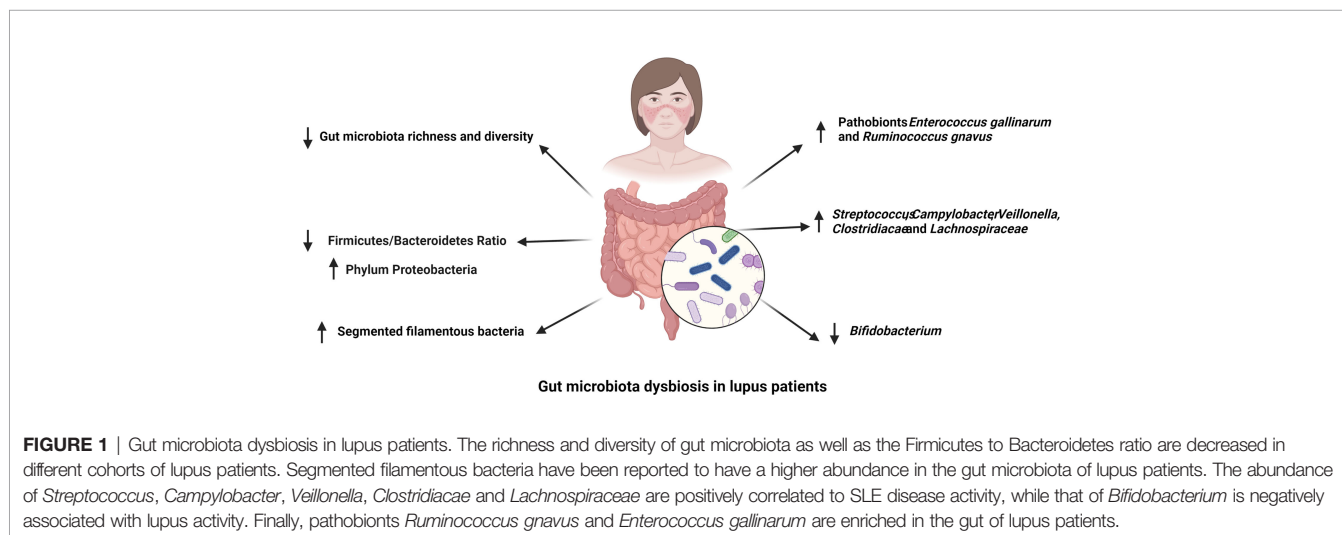 ↓ Gut microbiota richness and diversity
↓ Firmicutes/Bacteroidetes Ratio
↑ Phylum Proteobacteria
↑ Segmented filamentous bacteria
↑ Pathobionts Enterococcus gallinarum
and Ruminococcus gnavus
↑ Streptococcus, Campylobacter, Veillonella,
Clostridiacae and Lachnospiraceae
↓ Bifidobacterium
Gut microbiota dysbiosis in lupus patients
FIGURE 1 | Gut microbiota dysbiosis in lupus patients. The richness and diversity of gut microbiota as well as the Firmicutes to Bacteroidetes ratio are decreased in
different cohorts of lupus patients. Segmented filamentous bacteria have been reported to have a higher abundance in the gut microbiota of lupus patients. The abundance
of Streptococcus, Campylobacter, Veillonella, Clostridiacae and Lachnospiraceae are positively correlated to SLE disease activity, while that of Bifidobacterium is negatively
associated with lupus activity. Finally, pathobionts Ruminococcus gnavus and Enterococcus gallinarum are enriched in the gut of lupus patients.